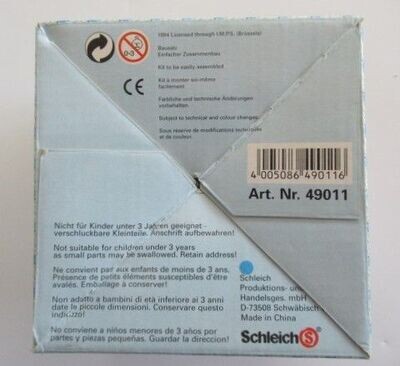 0-3
1994 Licensed through I.M.P.S. (Brussels)
Bausatz
Einfacher Zusammenbau
Kit to be easily assembled
Kit à monter soi-même
facilement
CE
Farbliche und technische Änderungen
vorbehalten
Subject to technical and colour changes
Sous réserve de modifications techniques
et de couleur.
4 005086 490116
Art. Nr. 49011
Nicht für Kinder unter 3 Jahren geeignet -
verschluckbare Kleinteile. Anschrift aufbewahren!
Not suitable for children under 3 years
as small parts may be swallowed. Retain address!
Ne convient par aux enfants de moins de 3 ans.
Présence de petits éléments susceptibles d'être
avalés. Emballage à conserver!
Non adatto a bambini di età inferiore ai 3 anni
date le piccole dimensioni. Conservare questo
indirizzo!
No conviene a niños menores de 3 años por
partes y piezas pequeñas. Guardar la direccion!
Schleich
Produktions- und
Handelsges. mbH
D-73508 Schwäbisch
Made in China
Schleich S